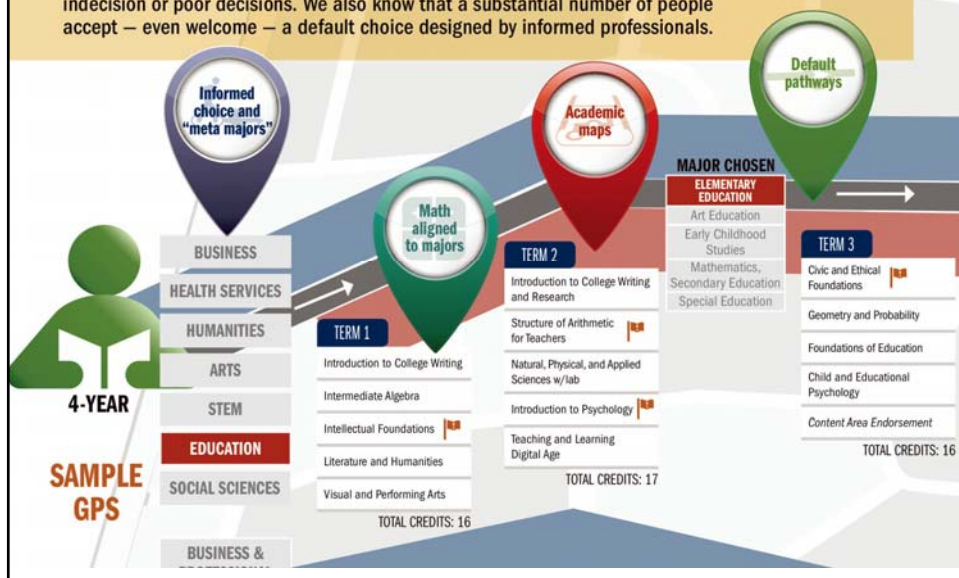 indecision or poor decisions. We also know that a substantial number of people
accept — even welcome — a default choice designed by informed professionals.
Informed
choice and
"meta majors"
Math
aligned
to majors
Academic
maps
Default
pathways
4-YEAR
SAMPLE
GPS
BUSINESS
HEALTH SERVICES
HUMANITIES
ARTS
STEM
EDUCATION
SOCIAL SCIENCES
BUSINESS &
TERM 1
Introduction to College Writing
Intermediate Algebra
Intellectual Foundations
Literature and Humanities
Visual and Performing Arts
TOTAL CREDITS: 16
TERM 2
Introduction to College Writing
and Research
Structure of Arithmetic
for Teachers
Natural, Physical, and Applied
Sciences w/lab
Introduction to Psychology
Teaching and Learning
Digital Age
TOTAL CREDITS: 17
MAJOR CHOSEN
ELEMENTARY
EDUCATION
Art Education
Early Childhood
Studies
Mathematics,
Secondary Education
Special Education
TERM 3
Civic and Ethical
Foundations
Geometry and Probability
Foundations of Education
Child and Educational
Psychology
Content Area Endorsement
TOTAL CREDITS: 16